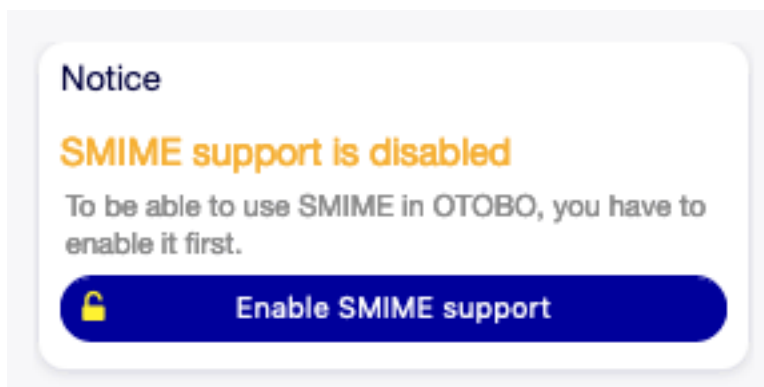 Notice
SMIME support is disabled
To be able to use SMIME in OTOBO, you have to
enable it first.
Enable SMIME support